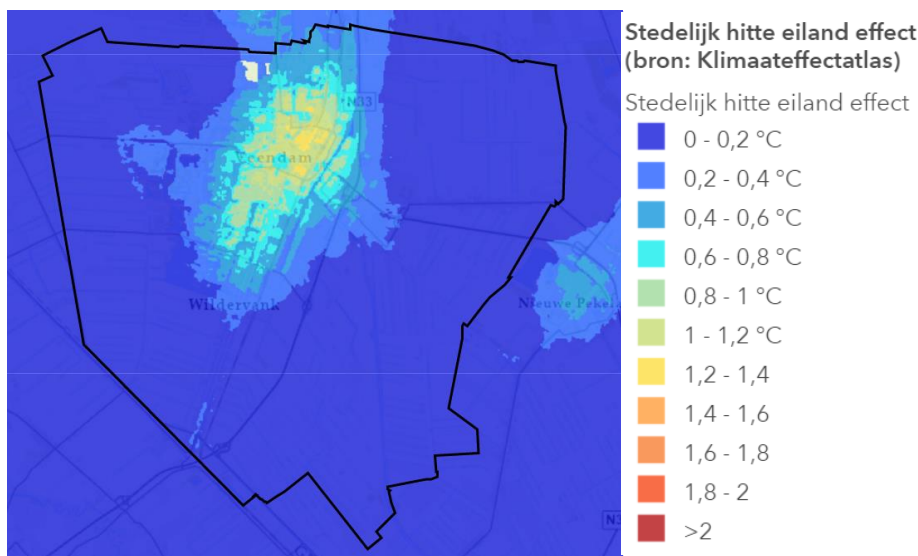 Stedelijk hitte eiland effect
(bron: Klimaateffectatlas)
Stedelijk hitte eiland effect
0 - 0,2 °C
0,2 - 0,4 °C
0,4 - 0,6 °C
0,6 - 0,8 °C
0,8 - 1 °C
1 - 1,2 °C
1,2 - 1,4
1,4 - 1,6
1,6 - 1,8
1,8 - 2
>2
N33
Veendam
Wildervank
Nieuwe Pekela